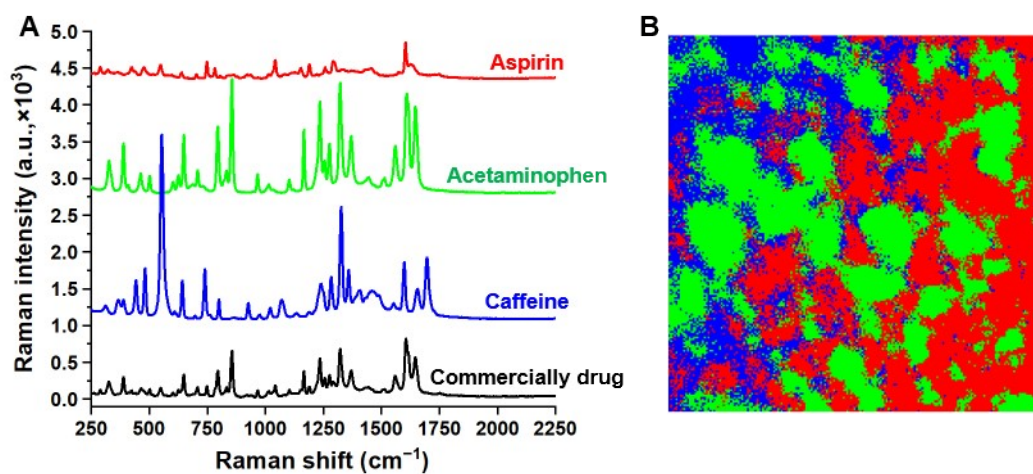 A
B
Raman intensity (a.u.,×10³)
5.0
4.5
4.0
3.5
3.0
2.5
2.0
1.5
1.0
0.5
0.0
Aspirin
Acetaminophen
Caffeine
Commercially drug
250 500 750 1000 1250 1500 1750 2000 2250
Raman shift (cm⁻¹)